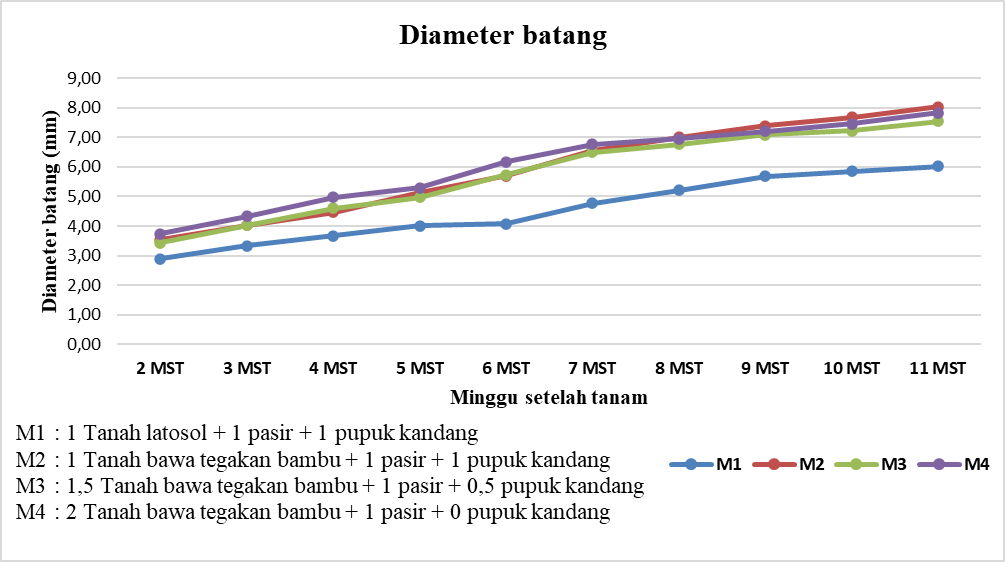 Diameter batang
Diameter batang (mm)
9,00
8,00
7,00
6,00
5,00
4,00
3,00
2,00
1,00
0,00
2 MST 3 MST 4 MST 5 MST 6 MST 7 MST 8 MST 9 MST 10 MST 11 MST
Minggu setelah tanam
M1 : 1 Tanah latosol + 1 pasir + 1 pupuk kandang
M2 : 1 Tanah bawa tegakan bambu + 1 pasir + 1 pupuk kandang
M3 : 1,5 Tanah bawa tegakan bambu + 1 pasir + 0,5 pupuk kandang
M4 : 2 Tanah bawa tegakan bambu + 1 pasir + 0 pupuk kandang
M1 M2 M3 M4